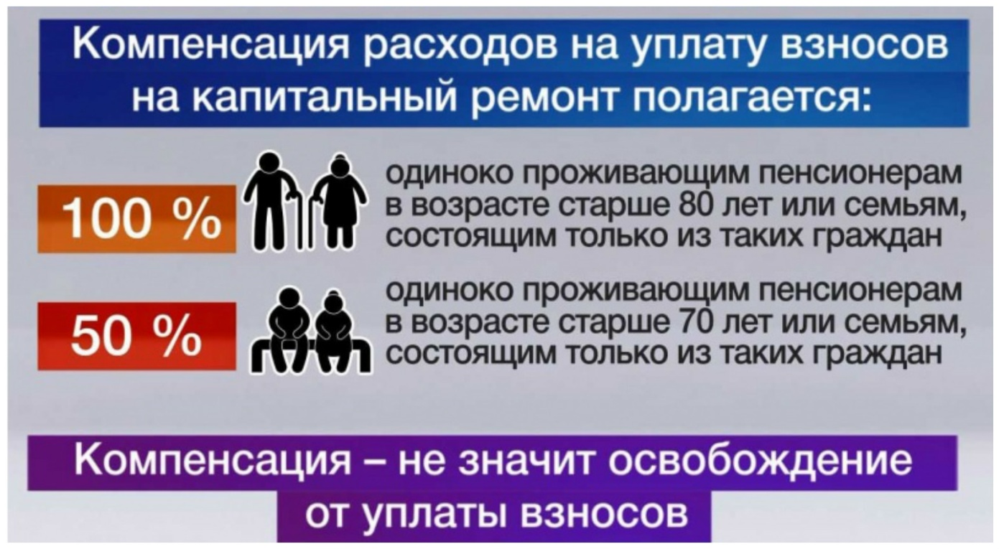 Компенсация расходов на уплату взносов
на капитальный ремонт полагается:
100 %
одиноко проживающим пенсионерам
в возрасте старше 80 лет или семьям,
состоящим только из таких граждан
50 %
одиноко проживающим пенсионерам
в возрасте старше 70 лет или семьям,
состоящим только из таких граждан
Компенсация – не значит освобождение
от уплаты взносов